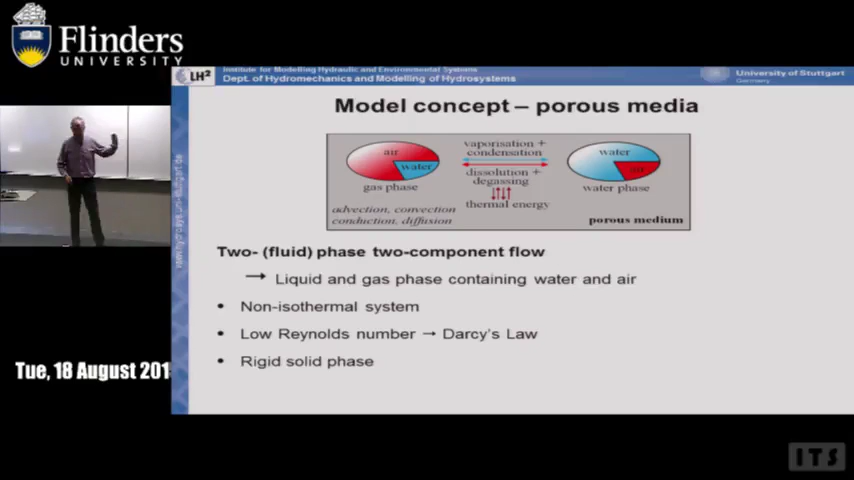 Flinders
UNIVERSITY
LH2
Institute for Modelling Hydraulic and Environmental Systems
Dept. of Hydromechanics and Modelling of Hydrosystems
University of Stuttgart
Germany
Model concept – porous media
air
water
gas phase
advection, convection
conduction, diffusion
vaporisation +
condensation
dissolution +
degassing
thermal energy
water
air
water phase
porous medium
Two- (fluid) phase two-component flow
→ Liquid and gas phase containing water and air
• Non-isothermal system
• Low Reynolds number → Darcy's Law
• Rigid solid phase
Tue, 18 August 201
ITS